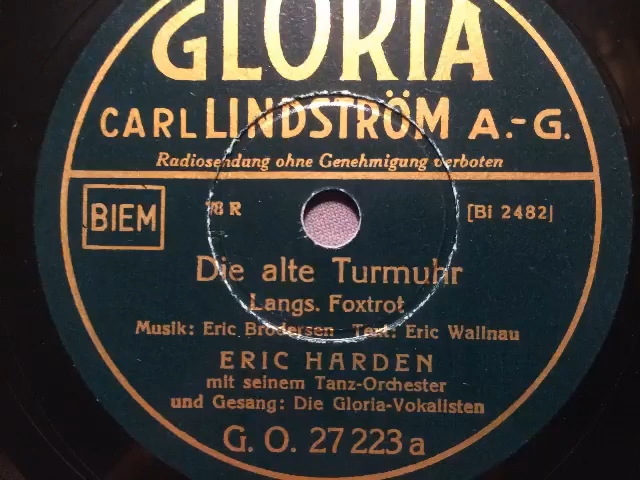 GLORIA
CARL LINDSTRÖM A.-G.
Radiosendung ohne Genehmigung verboten
BIEM 78 R [Bi 2482]
Die alte Turmuhr
Langs. Foxtrot
Musik: Eric Brodersen Text: Eric Wallnau
ERIC HARDEN
mit seinem Tanz-Orchester
und Gesang: Die Gloria-Vokalisten
G. O. 27 223 a